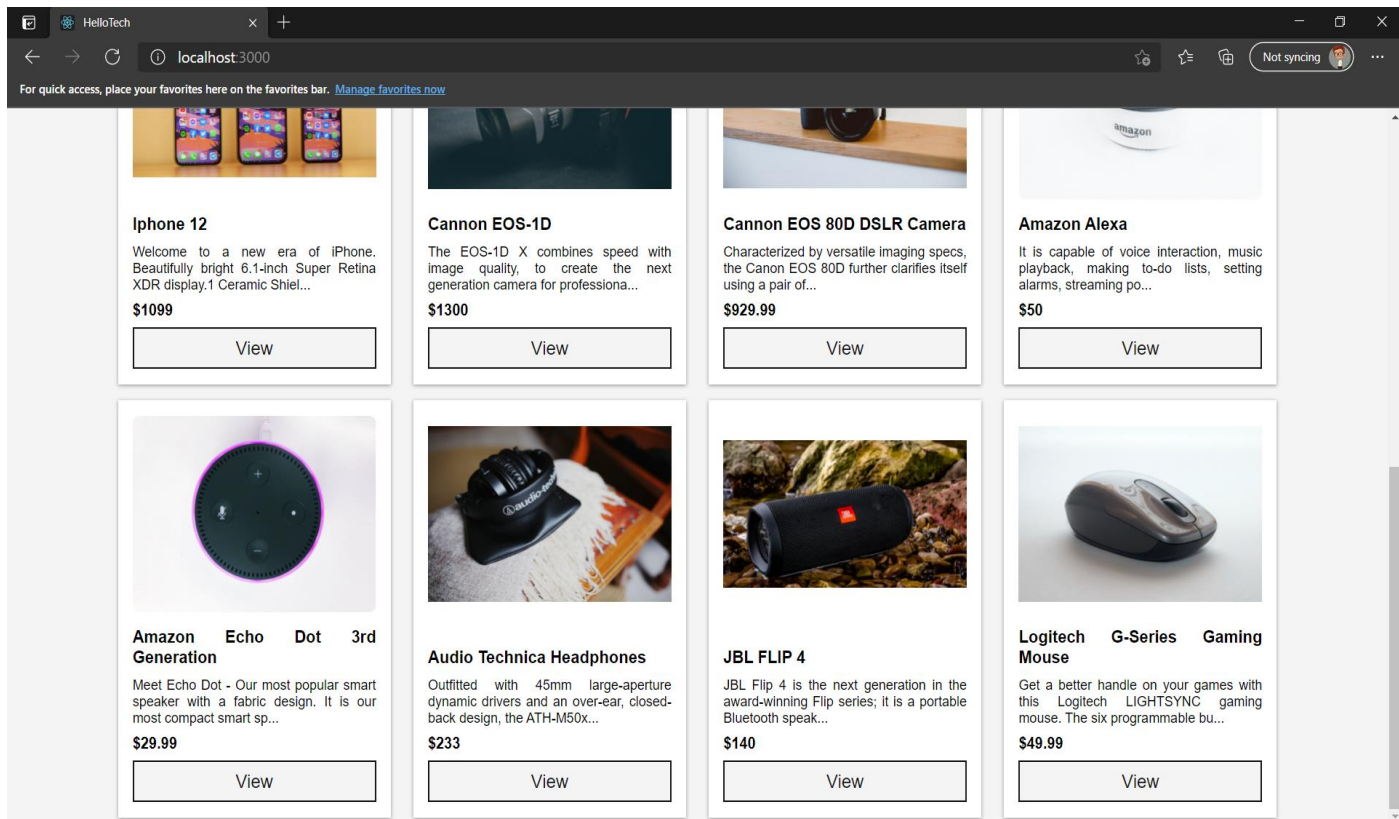 HelloTech
localhost:3000
Not syncing
For quick access, place your favorites here on the favorites bar. Manage favorites now
amazon
Iphone 12
Welcome to a new era of iPhone.
Beautifully bright 6.1-inch Super Retina
XDR display.1 Ceramic Shiel...
$1099
View
Cannon EOS-1D
The EOS-1D X combines speed with
image quality, to create the next
generation camera for professiona...
$1300
View
Cannon EOS 80D DSLR Camera
Characterized by versatile imaging specs,
the Canon EOS 80D further clarifies itself
using a pair of...
$929.99
View
Amazon Alexa
It is capable of voice interaction, music
playback, making to-do lists, setting
alarms, streaming po...
$50
View
Amazon Echo Dot 3rd
Generation
Meet Echo Dot - Our most popular smart
speaker with a fabric design. It is our
most compact smart sp...
$29.99
View
audio-techn
Audio Technica Headphones
Outfitted with 45mm large-aperture
dynamic drivers and an over-ear, closed-
back design, the ATH-M50x...
$233
View
JBL
JBL FLIP 4
JBL Flip 4 is the next generation in the
award-winning Flip series; it is a portable
Bluetooth speak...
$140
View
Logitech G-Series Gaming
Mouse
Get a better handle on your games with
this Logitech LIGHTSYNC gaming
mouse. The six programmable bu...
$49.99
View